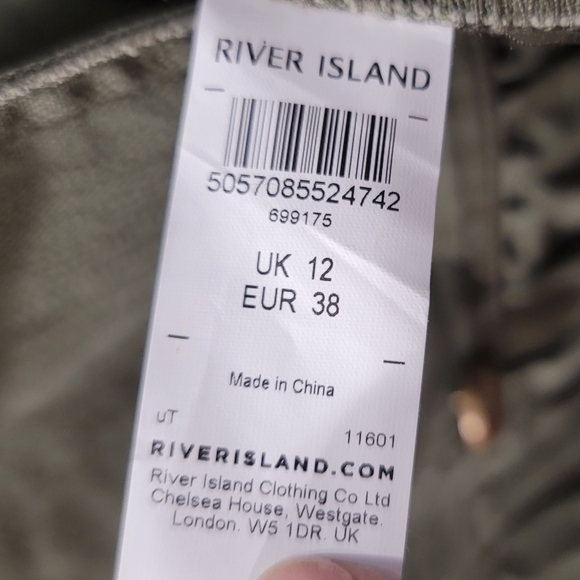 RIVER ISLAND
5057085524742
699175
UK 12
EUR 38
Made in China
uT
11601
RIVERISLAND.COM
River Island Clothing Co Ltd
Chelsea House, Westgate.
London. W5 1DR. UK